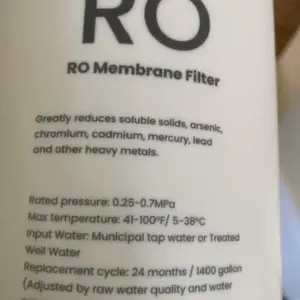 RO
RO Membrane Filter
Greatly reduces soluble solids, arsenic,
chromium, cadmium, mercury, lead
and other heavy metals.
Rated pressure: 0.25-0.7MPa
Max temperature: 41-100°F/ 5-38°C
Input Water: Municipal tap water or Treated
Well Water
Replacement cycle: 24 months / 1400 gallon
(Adjusted by raw water quality and water